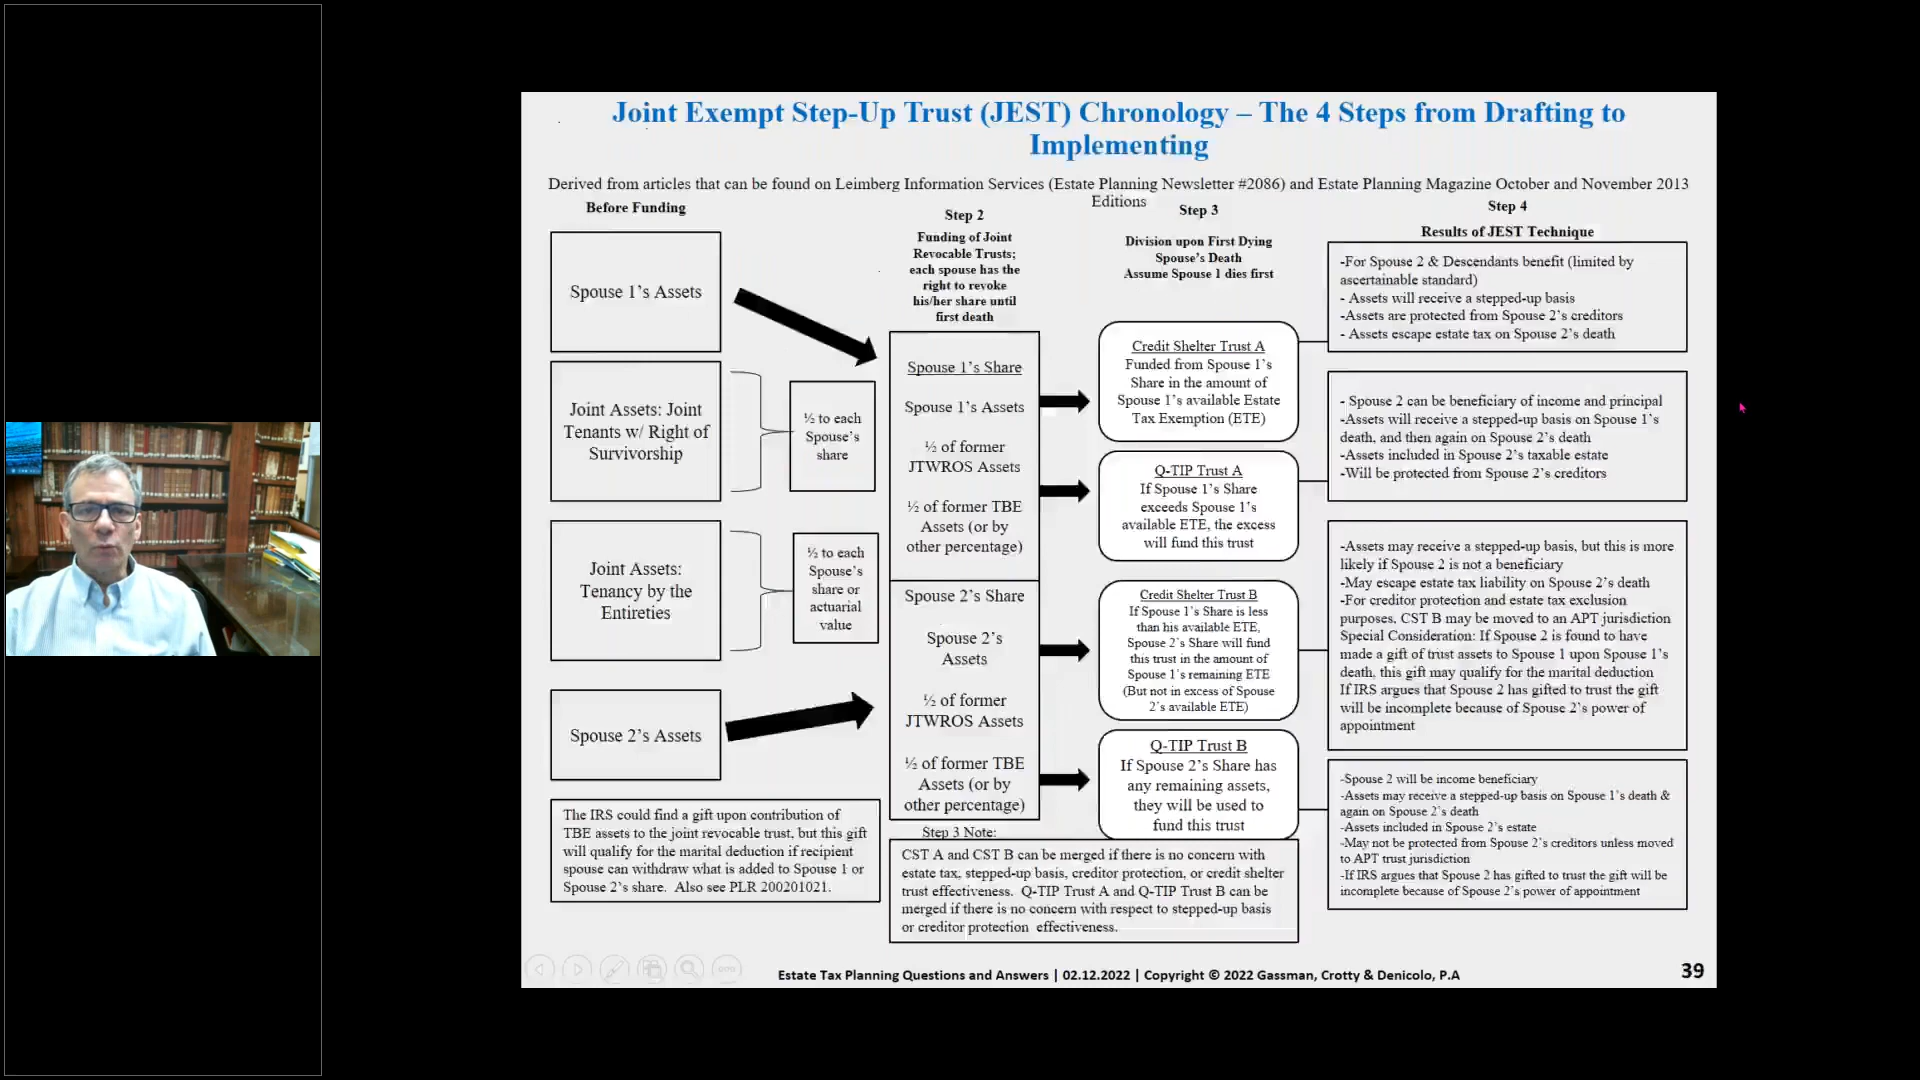 Joint Exempt Step-Up Trust (JEST) Chronology – The 4 Steps from Drafting to
Implementing
Derived from articles that can be found on Leimberg Information Services (Estate Planning Newsletter #2086) and Estate Planning Magazine October and November 2013
Editions
Before Funding
Spouse 1's Assets
Joint Assets: Joint
Tenants w/ Right of
Survivorship
½ to each
Spouse's
share
Joint Assets:
Tenancy by the
Entireties
½ to each
Spouse's
share or
actuarial
value
Spouse 2's Assets
The IRS could find a gift upon contribution of
TBE assets to the joint revocable trust, but this gift
will qualify for the marital deduction if recipient
spouse can withdraw what is added to Spouse 1 or
Spouse 2's share. Also see PLR 200201021.
Step 2
Funding of Joint
Revocable Trusts;
each spouse has the
right to revoke
his/her share until
first death
Spouse 1's Share
Spouse 1's Assets
½ of former
JTWROS Assets
½ of former TBE
Assets (or by
other percentage)
Spouse 2's Share
Spouse 2's
Assets
½ of former
JTWROS Assets
½ of former TBE
Assets (or by
other percentage)
Step 3
Division upon First Dying
Spouse's Death
Assume Spouse 1 dies first
Credit Shelter Trust A
Funded from Spouse 1's
Share in the amount of
Spouse 1's available Estate
Tax Exemption (ETE)
Q-TIP Trust A
If Spouse 1's Share
exceeds Spouse 1's
available ETE, the excess
will fund this trust
Credit Shelter Trust B
If Spouse 1's Share is less
than his available ETE,
Spouse 2's Share will fund
this trust in the amount of
Spouse 1's remaining ETE
(But not in excess of Spouse
2's available ETE)
Q-TIP Trust B
If Spouse 2's Share has
any remaining assets,
they will be used to
fund this trust
Step 3 Note:
CST A and CST B can be merged if there is no concern with
estate tax, stepped-up basis, creditor protection, or credit shelter
trust effectiveness. Q-TIP Trust A and Q-TIP Trust B can be
merged if there is no concern with respect to stepped-up basis
or creditor protection effectiveness.
Step 4
Results of JEST Technique
-For Spouse 2 & Descendants benefit (limited by
ascertainable standard)
- Assets will receive a stepped-up basis
-Assets are protected from Spouse 2's creditors
- Assets escape estate tax on Spouse 2's death
- Spouse 2 can be beneficiary of income and principal
-Assets will receive a stepped-up basis on Spouse 1's
death, and then again on Spouse 2's death
-Assets included in Spouse 2's taxable estate
-Will be protected from Spouse 2's creditors
-Assets may receive a stepped-up basis, but this is more
likely if Spouse 2 is not a beneficiary
-May escape estate tax liability on Spouse 2's death
-For creditor protection and estate tax exclusion
purposes, CST B may be moved to an APT jurisdiction
Special Consideration: If Spouse 2 is found to have
made a gift of trust assets to Spouse 1 upon Spouse 1's
death, this gift may qualify for the marital deduction
If IRS argues that Spouse 2 has gifted to trust the gift
will be incomplete because of Spouse 2's power of
appointment
-Spouse 2 will be income beneficiary
-Assets may receive a stepped-up basis on Spouse 1's death &
again on Spouse 2's death
-Assets included in Spouse 2's estate
-May not be protected from Spouse 2's creditors unless moved
to APT trust jurisdiction
-If IRS argues that Spouse 2 has gifted to trust the gift will be
incomplete because of Spouse 2's power of appointment
Estate Tax Planning Questions and Answers | 02.12.2022 | Copyright © 2022 Gassman, Crotty & Denicolo, P.A
39